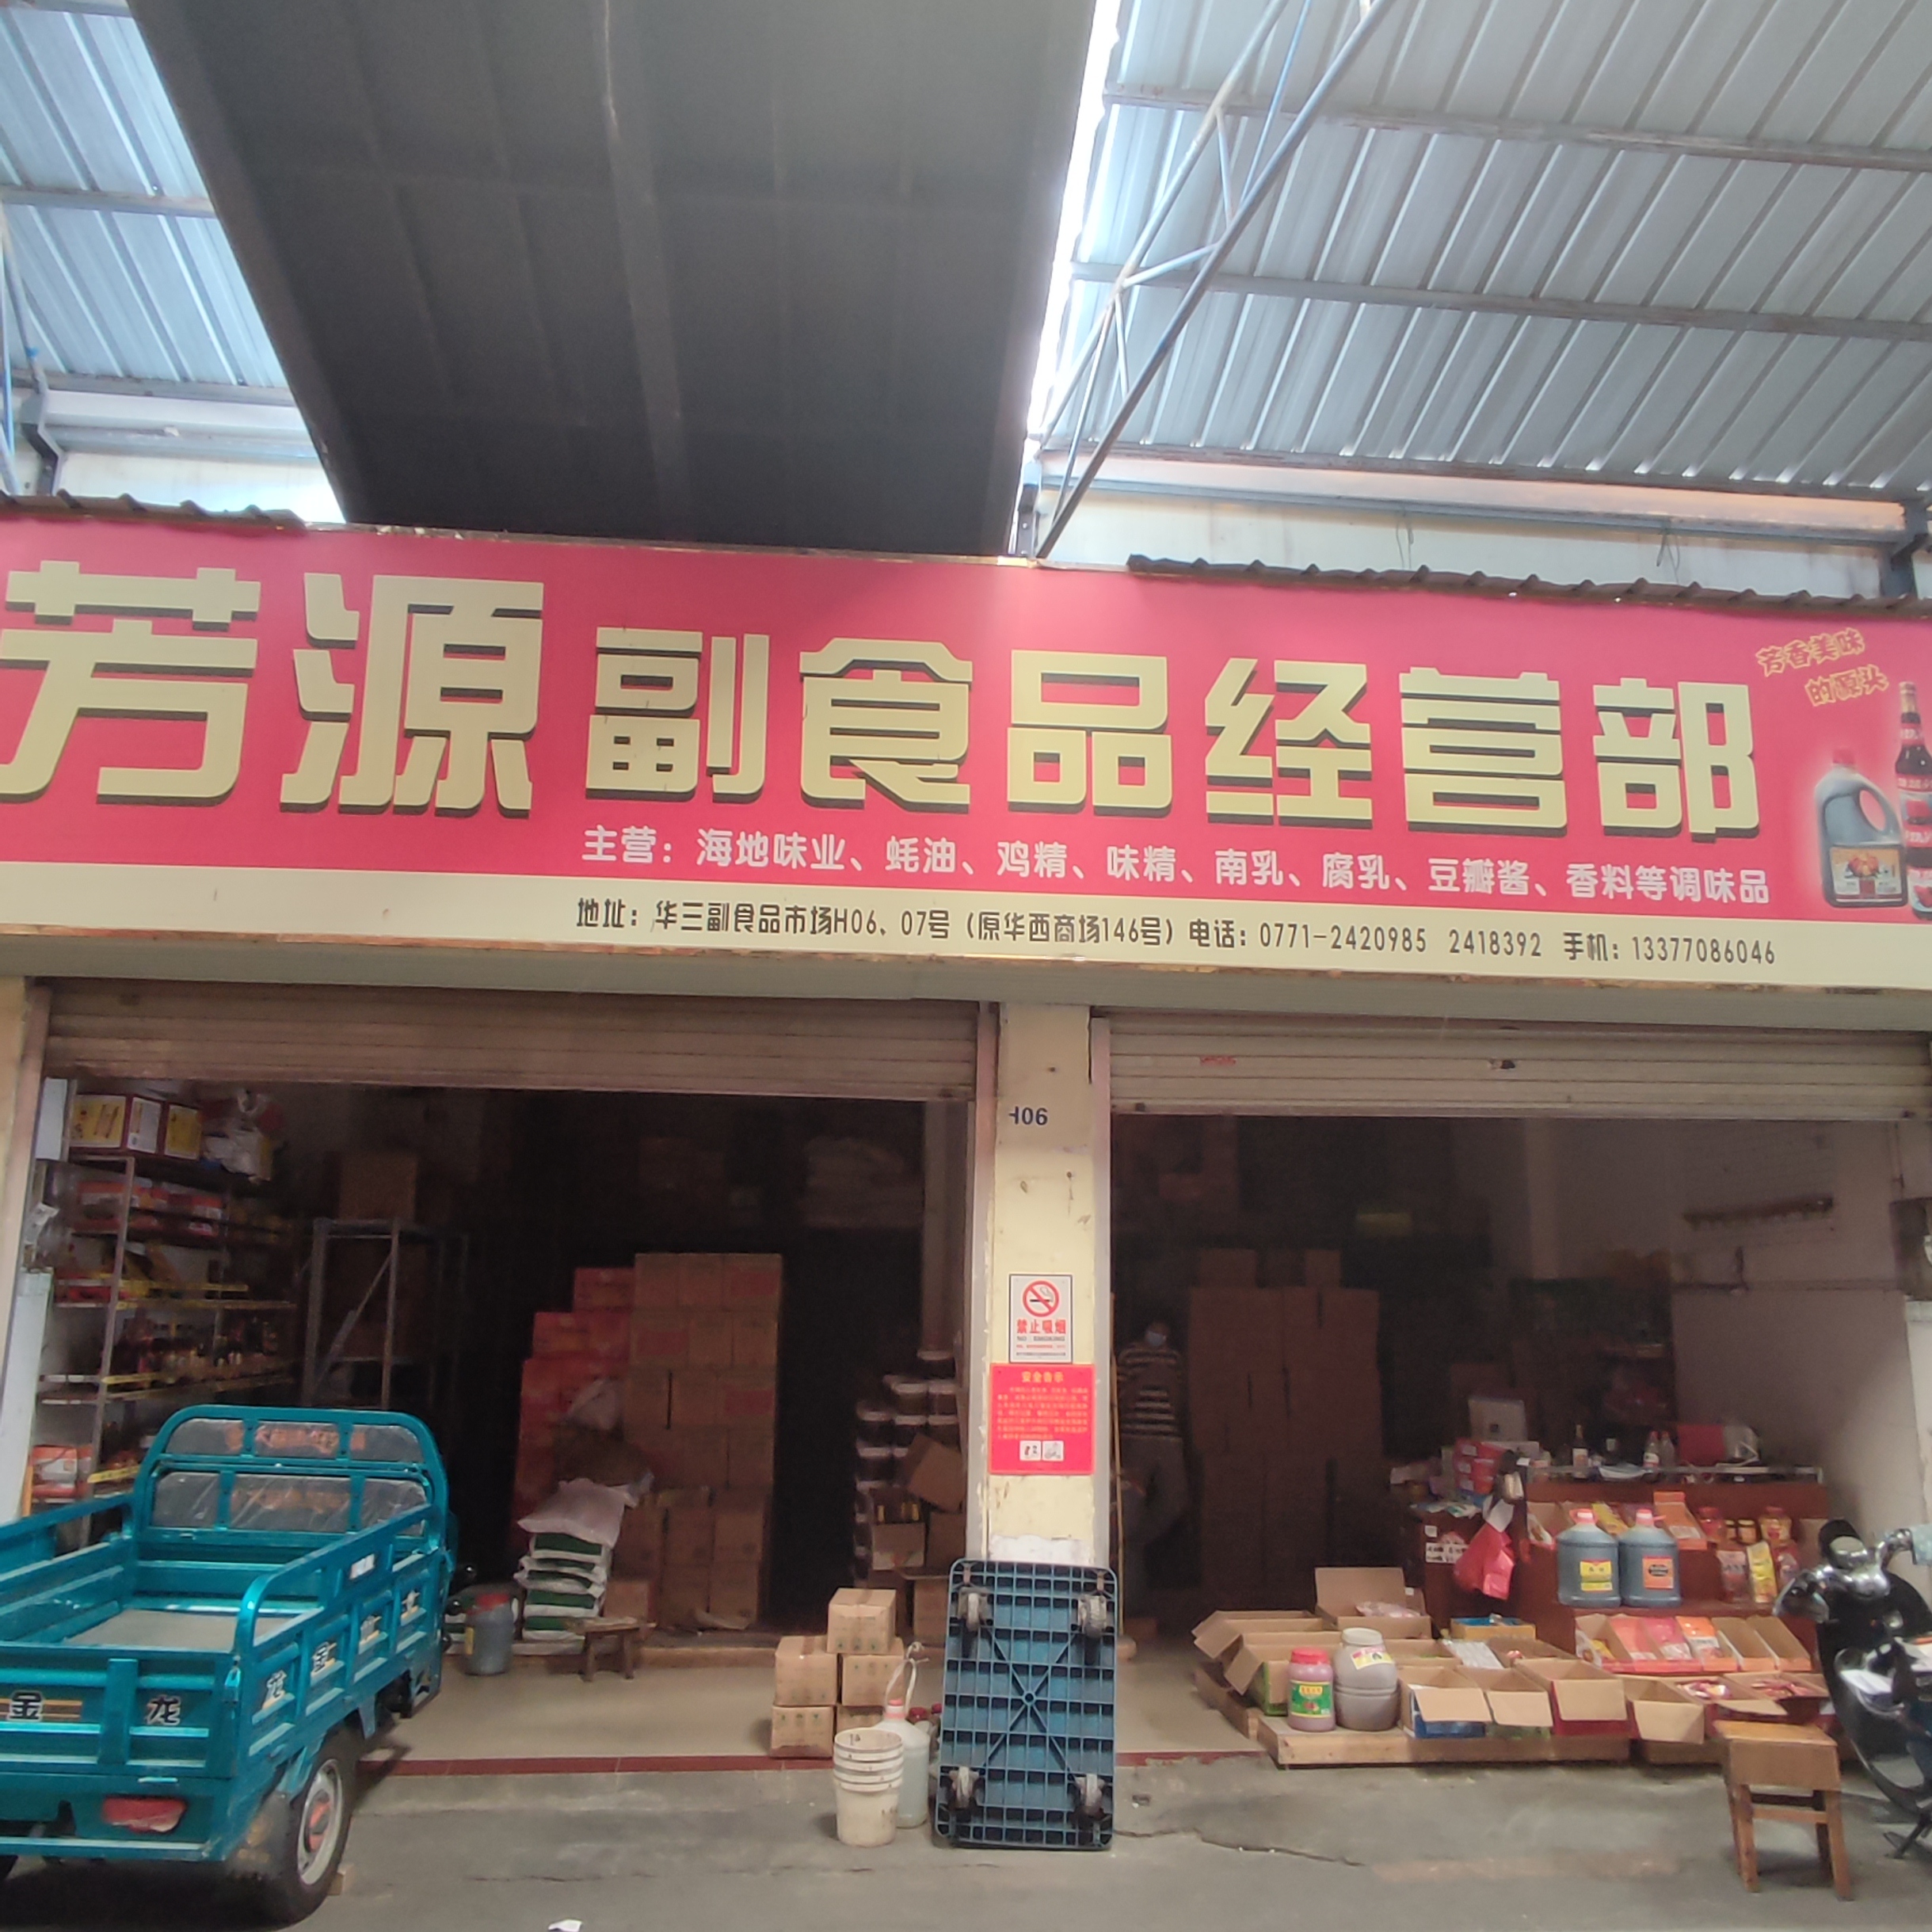 芳源副食品经营部
芳香美味
的源头
主营：海地味业、蚝油、鸡精、味精、南乳、腐乳、豆瓣酱、香料等调味品
地址：华三副食品市场H06、07号（原华西商场146号）电话：0771-2420985 2418392 手机：13377086046
H06
禁止吸烟
安全告示
金龙
龙